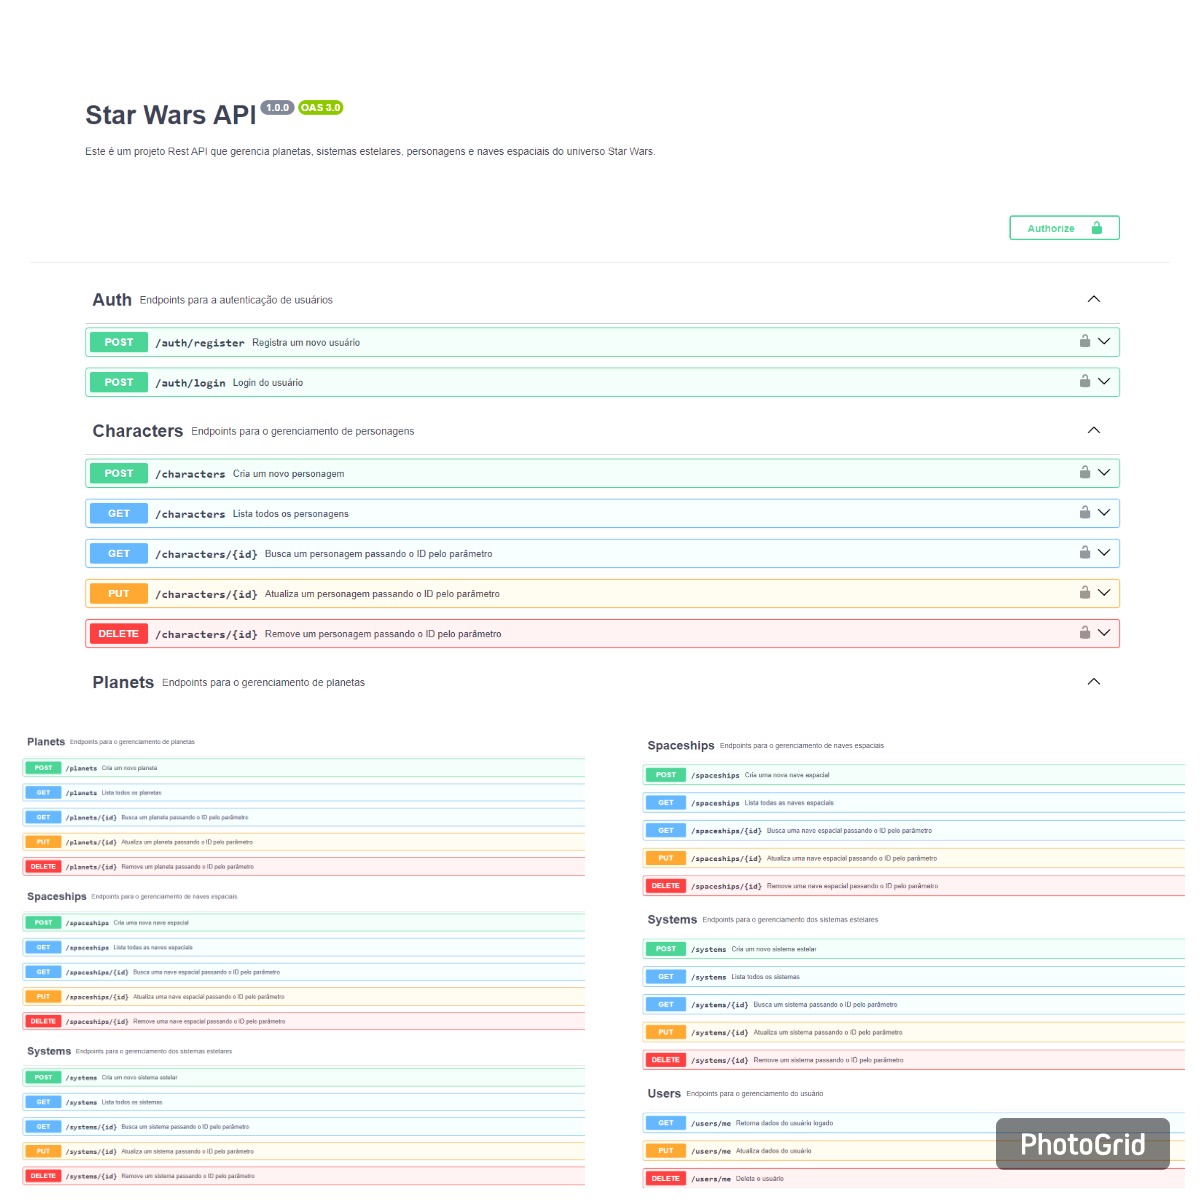 Star Wars API 1.0.0 OAS 3.0
Este é um projeto Rest API que gerencia planetas, sistemas estelares, personagens e naves espaciais do universo Star Wars.
Authorize
Auth Endpoints para a autenticação de usuários
POST /auth/register Registra um novo usuário
POST /auth/login Login do usuário
Characters Endpoints para o gerenciamento de personagens
POST /characters Cria um novo personagem
GET /characters Lista todos os personagens
GET /characters/{id} Busca um personagem passando o ID pelo parâmetro
PUT /characters/{id} Atualiza um personagem passando o ID pelo parâmetro
DELETE /characters/{id} Remove um personagem passando o ID pelo parâmetro
Planets Endpoints para o gerenciamento de planetas
Planets Endpoints para o gerenciamento de planetas
POST /planets Cria um novo planeta
GET /planets Lista todos os planetas
GET /planets/{id} Busca um planeta passando o ID pelo parâmetro
PUT /planets/{id} Atualiza um planeta passando o ID pelo parâmetro
DELETE /planets/{id} Remove um planeta passando o ID pelo parâmetro
Spaceships Endpoints para o gerenciamento de naves espaciais
POST /spaceships Cria uma nova nave espacial
GET /spaceships Lista todas as naves espaciais
GET /spaceships/{id} Busca uma nave espacial passando o ID pelo parâmetro
PUT /spaceships/{id} Atualiza uma nave espacial passando o ID pelo parâmetro
DELETE /spaceships/{id} Remove uma nave espacial passando o ID pelo parâmetro
Systems Endpoints para o gerenciamento dos sistemas estelares
POST /systems Cria um novo sistema estelar
GET /systems Lista todos os sistemas
GET /systems/{id} Busca um sistema passando o ID pelo parâmetro
PUT /systems/{id} Atualiza um sistema passando o ID pelo parâmetro
DELETE /systems/{id} Remove um sistema passando o ID pelo parâmetro
Spaceships Endpoints para o gerenciamento de naves espaciais
POST /spaceships Cria uma nova nave espacial
GET /spaceships Lista todas as naves espaciais
GET /spaceships/{id} Busca uma nave espacial passando o ID pelo parâmetro
PUT /spaceships/{id} Atualiza uma nave espacial passando o ID pelo parâmetro
DELETE /spaceships/{id} Remove uma nave espacial passando o ID pelo parâmetro
Systems Endpoints para o gerenciamento dos sistemas estelares
POST /systems Cria um novo sistema estelar
GET /systems Lista todos os sistemas
GET /systems/{id} Busca um sistema passando o ID pelo parâmetro
PUT /systems/{id} Atualiza um sistema passando o ID pelo parâmetro
DELETE /systems/{id} Remove um sistema passando o ID pelo parâmetro
Users Endpoints para o gerenciamento do usuário
GET /users/me Retorna dados do usuário logado
PUT /users/me Atualiza dados do usuário
DELETE /users/me Deleta o usuário
PhotoGrid